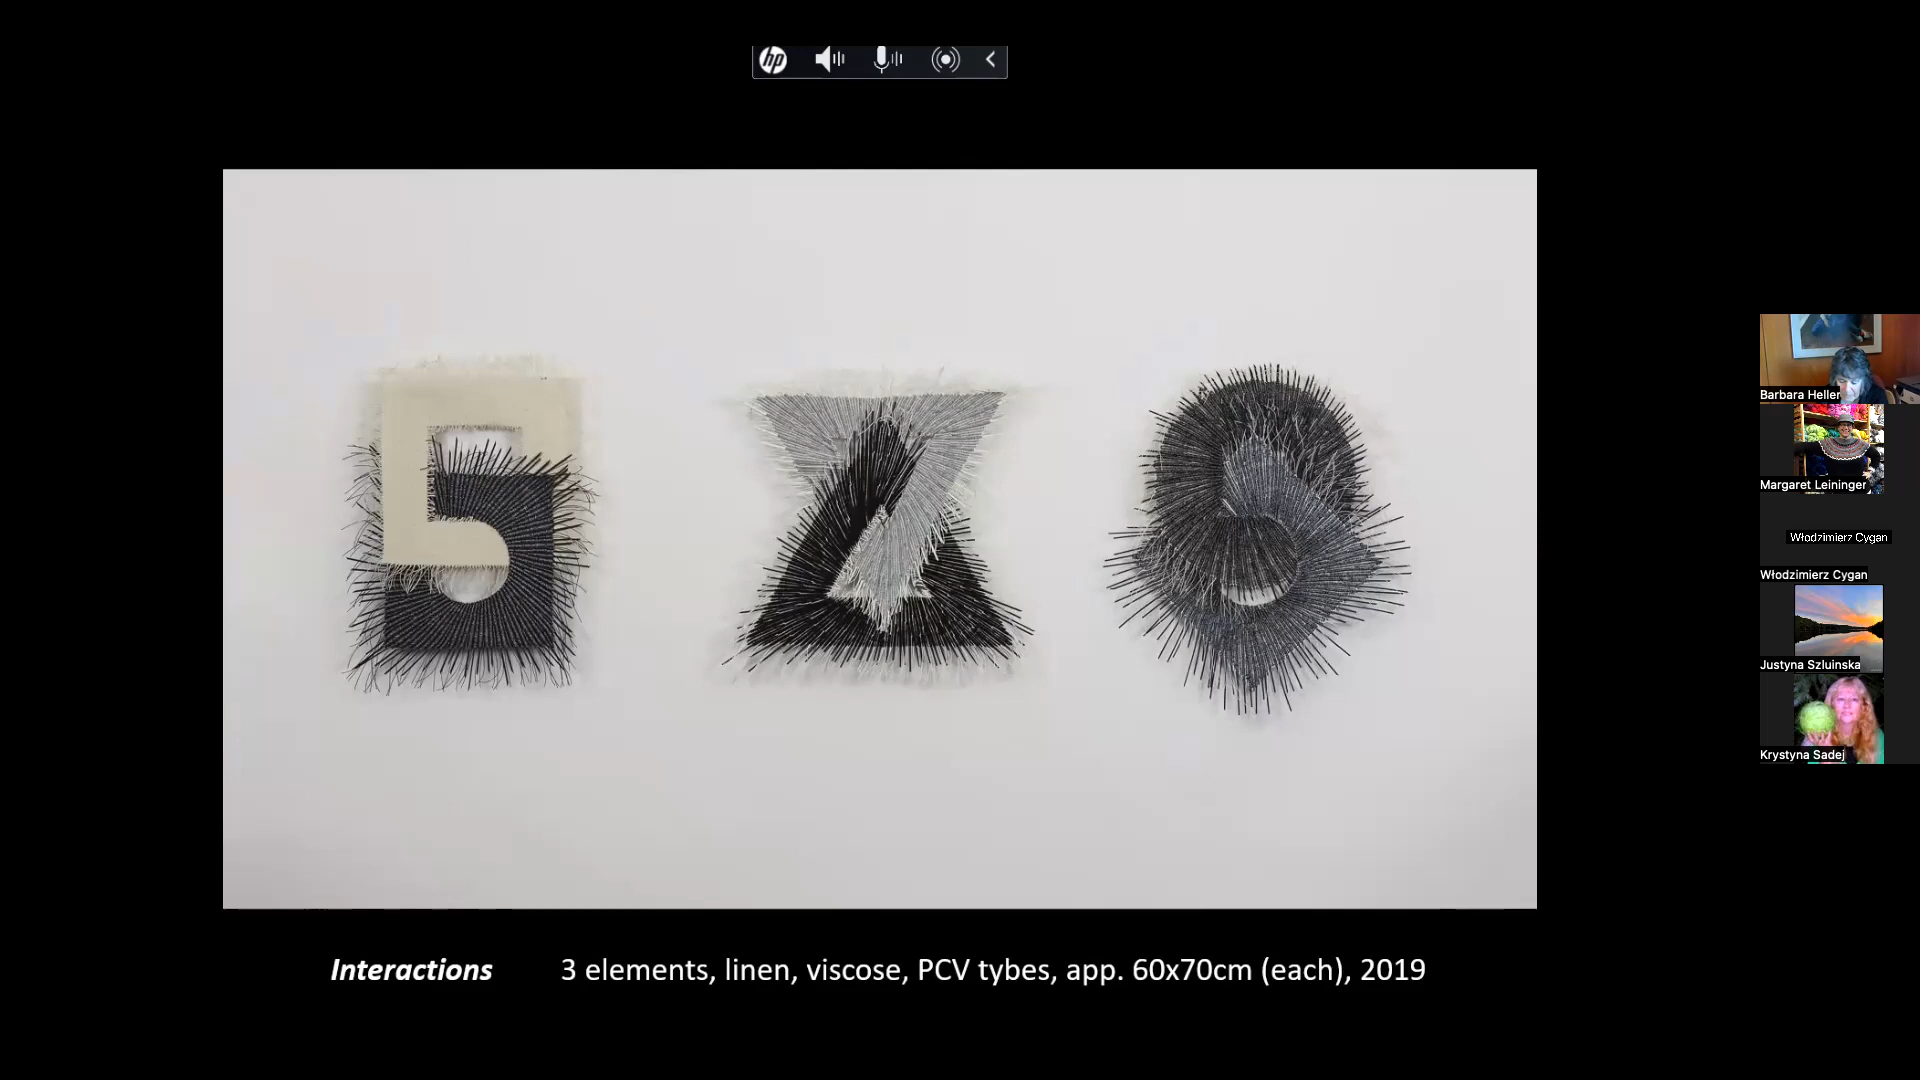 hp
Barbara Heller
Margaret Leininger
Włodzimierz Cygan
Włodzimierz Cygan
Justyna Szluinska
Krystyna Sadej
Interactions 3 elements, linen, viscose, PCV tybes, app. 60x70cm (each), 2019